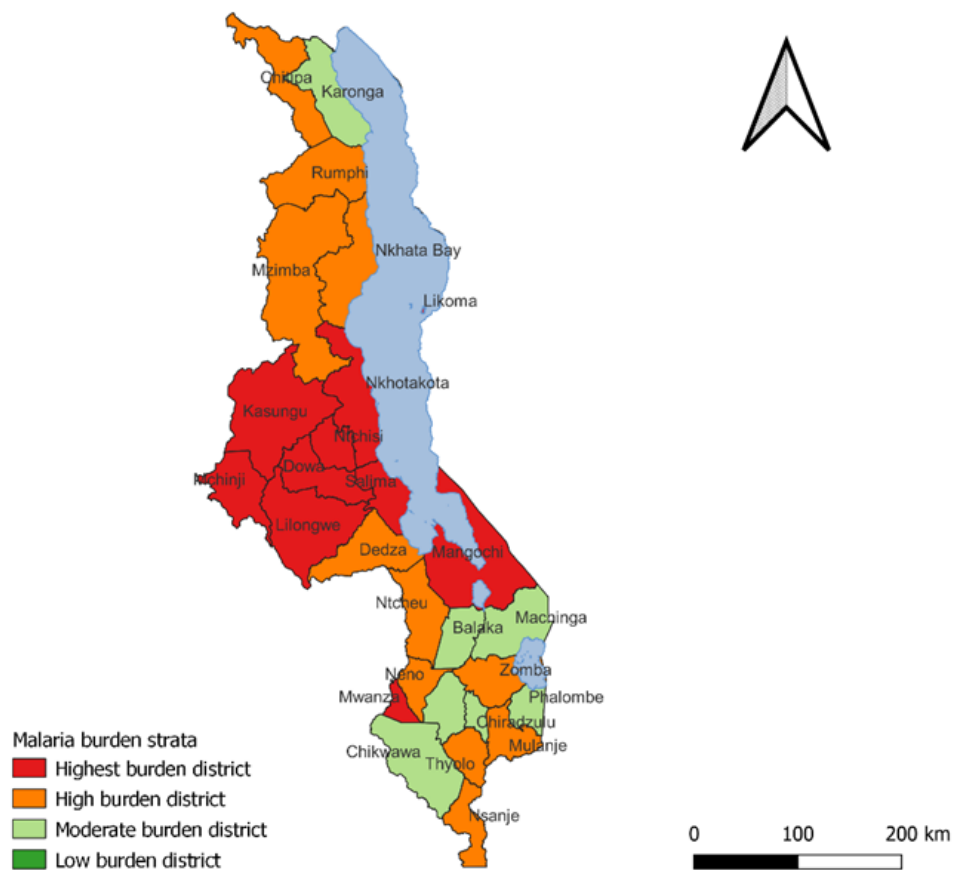 Chitipa
Karonga
Rumphi
Nkhata Bay
Mzimba
Likoma
Nkhotakota
Kasungu
Ntchisi
Dowa
Mchinji
Salima
Lilongwe
Dedza
Mangochi
Ntcheu
Machinga
Balaka
Zomba
Neno
Mwanza
Phalombe
Chiradzulu
Mulanje
Chikwawa
Thyolo
Nsanje
Malaria burden strata
Highest burden district
High burden district
Moderate burden district
Low burden district
0 100 200 km